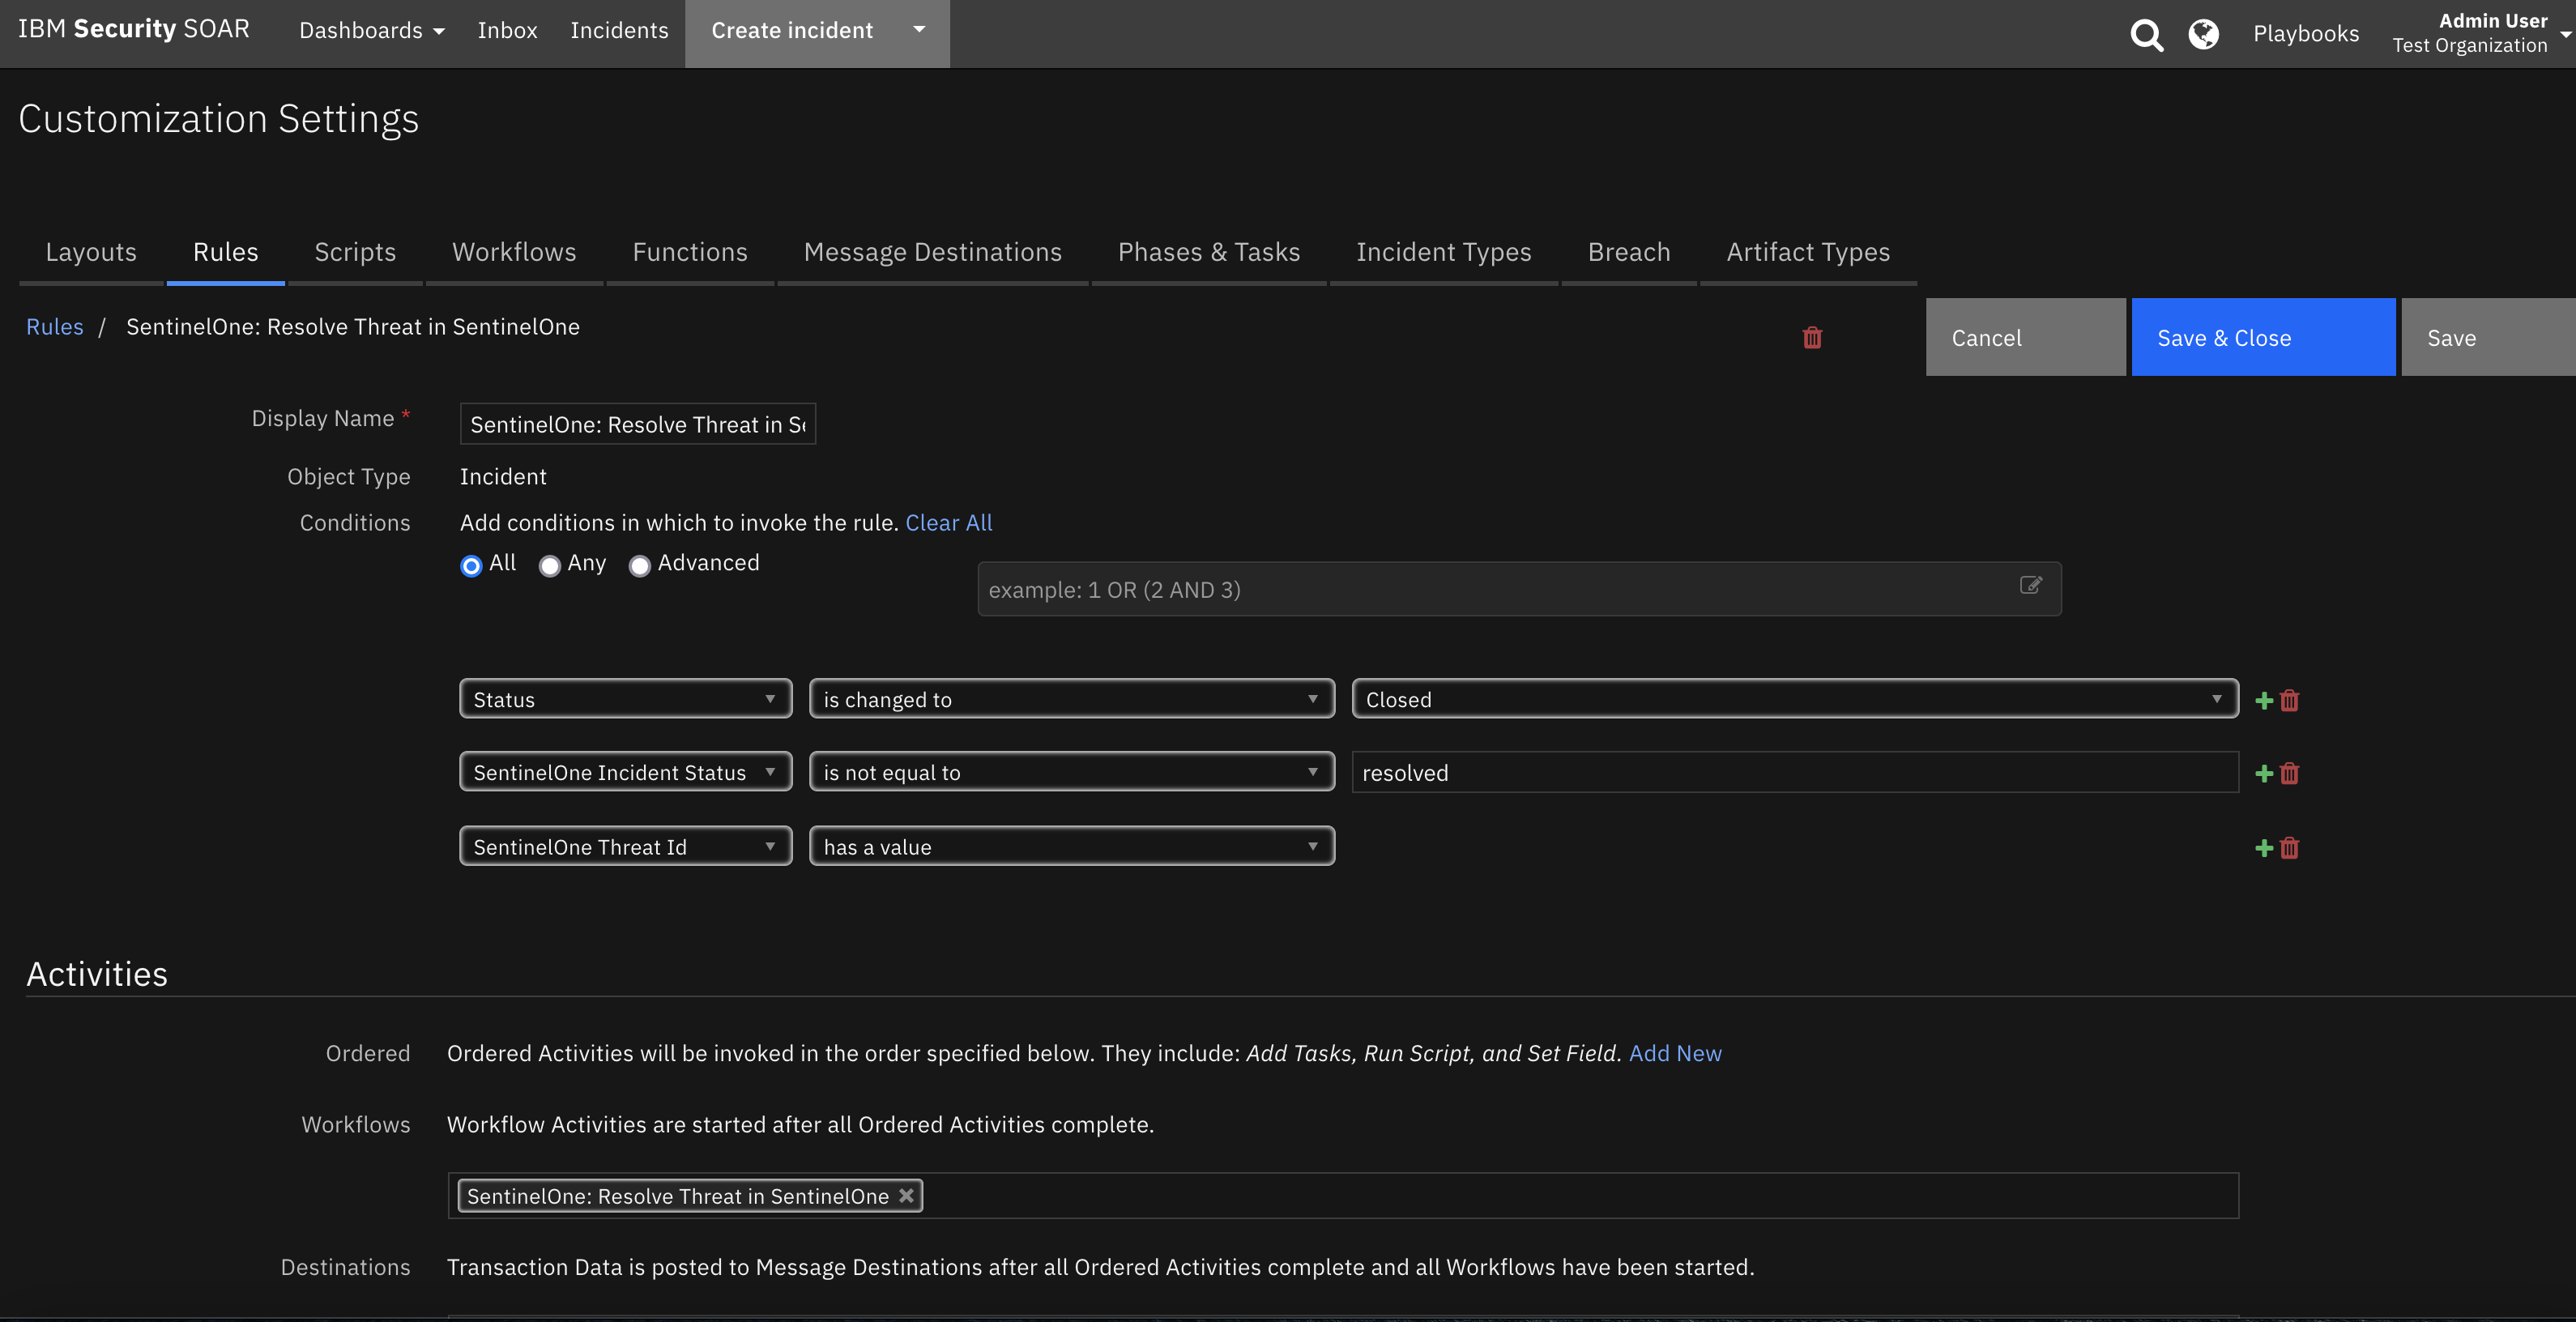 IBM Security SOAR Dashboards Inbox Incidents Create incident Playbooks Admin User
Test Organization
Customization Settings
Layouts Rules Scripts Workflows Functions Message Destinations Phases & Tasks Incident Types Breach Artifact Types
Rules / SentinelOne: Resolve Threat in SentinelOne Cancel Save & Close Save
Display Name * SentinelOne: Resolve Threat in Se
Object Type Incident
Conditions Add conditions in which to invoke the rule. Clear All
All Any Advanced
example: 1 OR (2 AND 3)
Status is changed to Closed
SentinelOne Incident Status is not equal to resolved
SentinelOne Threat Id has a value
Activities
Ordered Ordered Activities will be invoked in the order specified below. They include: Add Tasks, Run Script, and Set Field. Add New
Workflows Workflow Activities are started after all Ordered Activities complete.
SentinelOne: Resolve Threat in SentinelOne
Destinations Transaction Data is posted to Message Destinations after all Ordered Activities complete and all Workflows have been started.